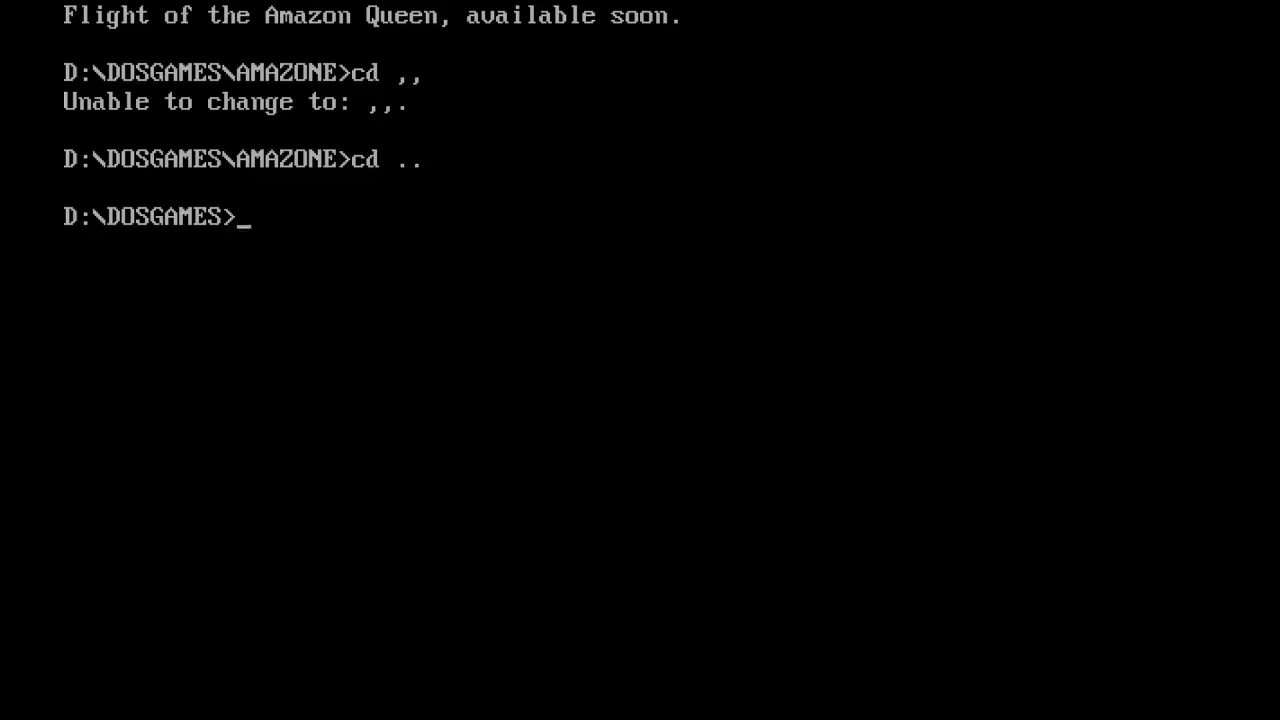 Flight of the Amazon Queen, available soon.
D:\DOSGAMES\AMAZONE>cd ,,
Unable to change to: ,,.
D:\DOSGAMES\AMAZONE>cd ..
D:\DOSGAMES>_